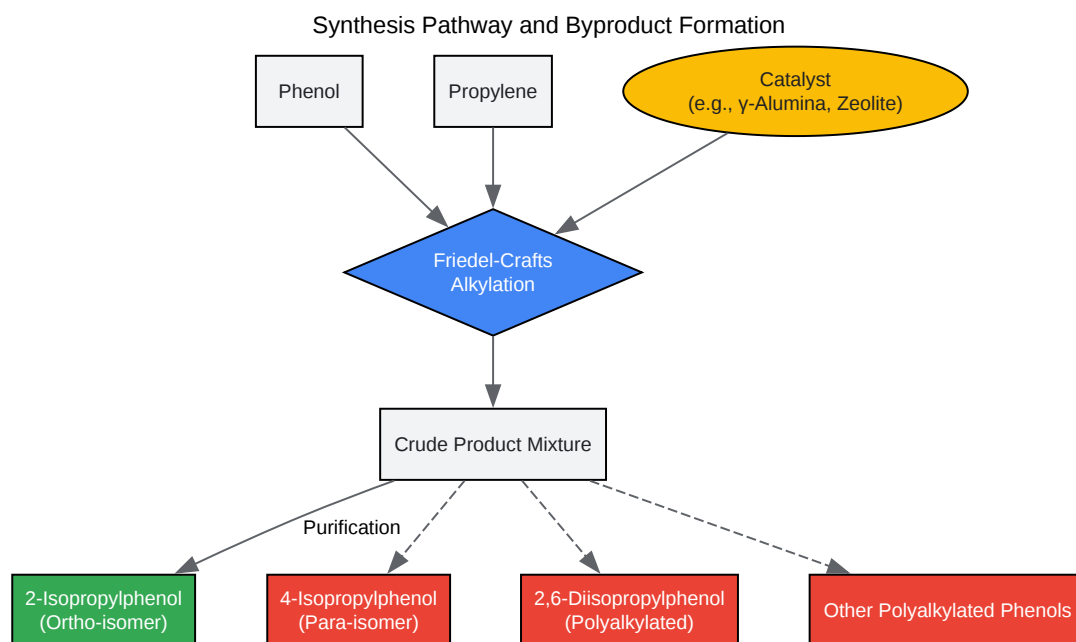 Synthesis Pathway and Byproduct Formation
Phenol
Propylene
Catalyst
(e.g., γ-Alumina, Zeolite)
Friedel-Crafts
Alkylation
Crude Product Mixture
Purification
2-Isopropylphenol
(Ortho-isomer)
4-Isopropylphenol
(Para-isomer)
2,6-Diisopropylphenol
(Polyalkylated)
Other Polyalkylated Phenols